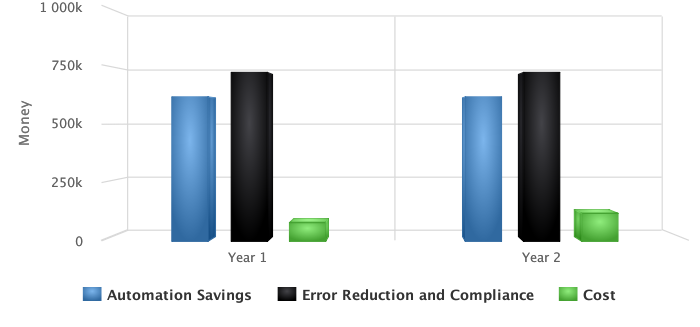 1 000k
750k
500k
250k
0
Money
Year 1
Year 2
Automation Savings
Error Reduction and Compliance
Cost